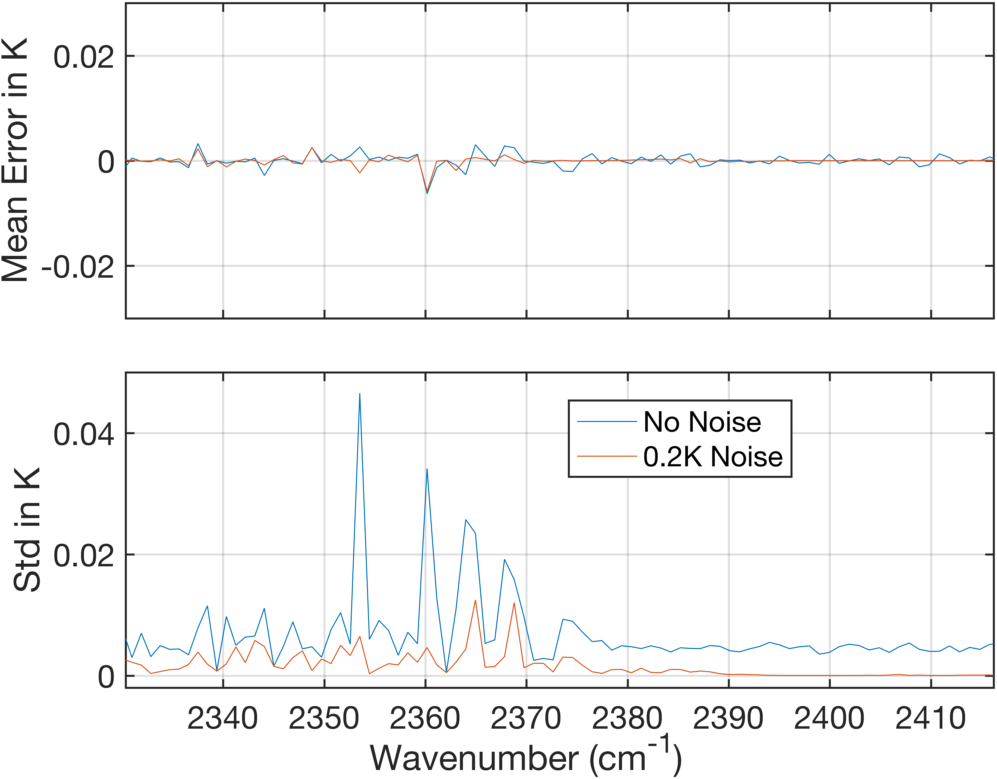 Mean Error in K
0.02
0
-0.02
Std in K
0.04
0.02
0
No Noise
0.2K Noise
2340 2350 2360 2370 2380 2390 2400 2410
Wavenumber (cm⁻¹)